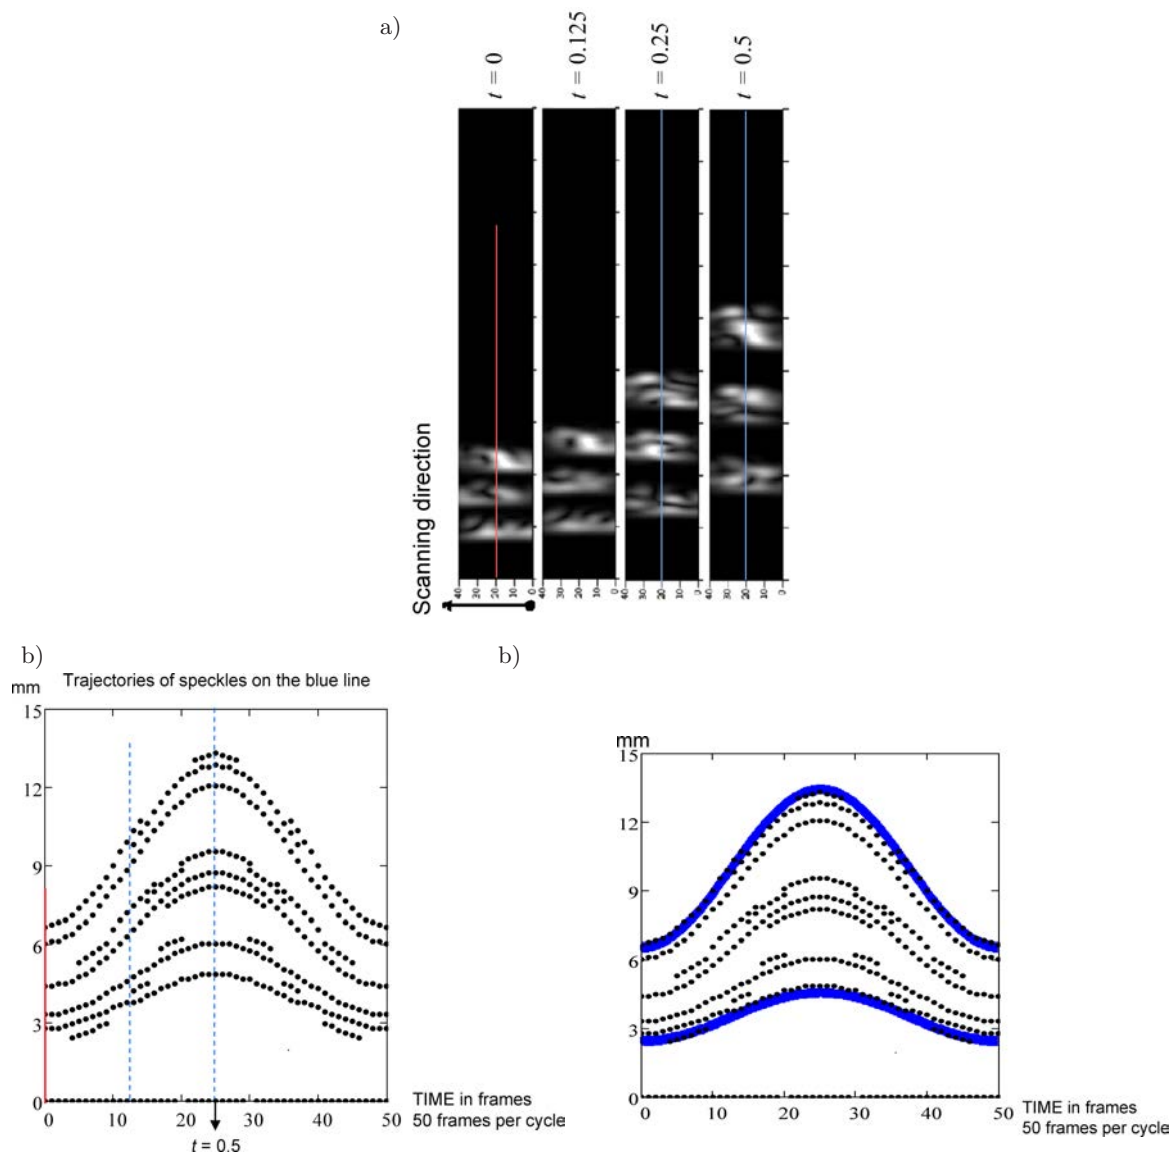 a)
t = 0
t = 0.125
t = 0.25
t = 0.5
Scanning direction
40 30 20 10 0
40 30 20 10 0
40 30 20 10 0
40 30 20 10 0
b)
Trajectories of speckles on the blue line
mm
15
12
9
6
3
0
0 10 20 30 40 50
t = 0.5
TIME in frames
50 frames per cycle
b)
mm
15
12
9
6
3
0
0 10 20 30 40 50
TIME in frames
50 frames per cycle